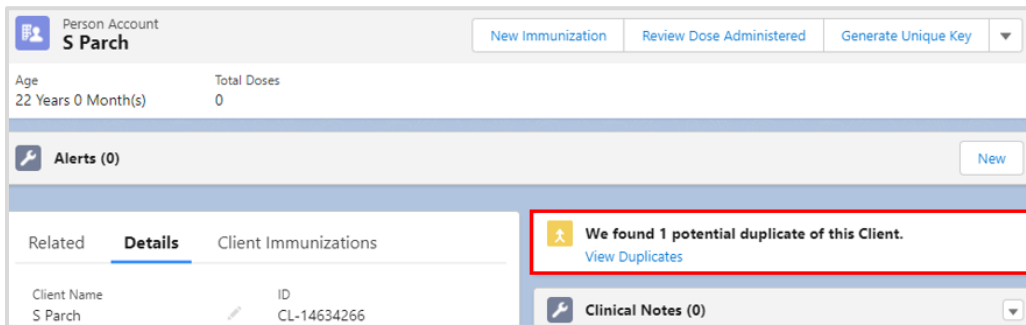 Person Account
S Parch
New Immunization
Review Dose Administered
Generate Unique Key
Age
Total Doses
22 Years 0 Month(s)
0
Alerts (0)
New
Related
Details
Client Immunizations
We found 1 potential duplicate of this Client.
View Duplicates
Client Name
ID
S Parch
CL-14634266
Clinical Notes (0)